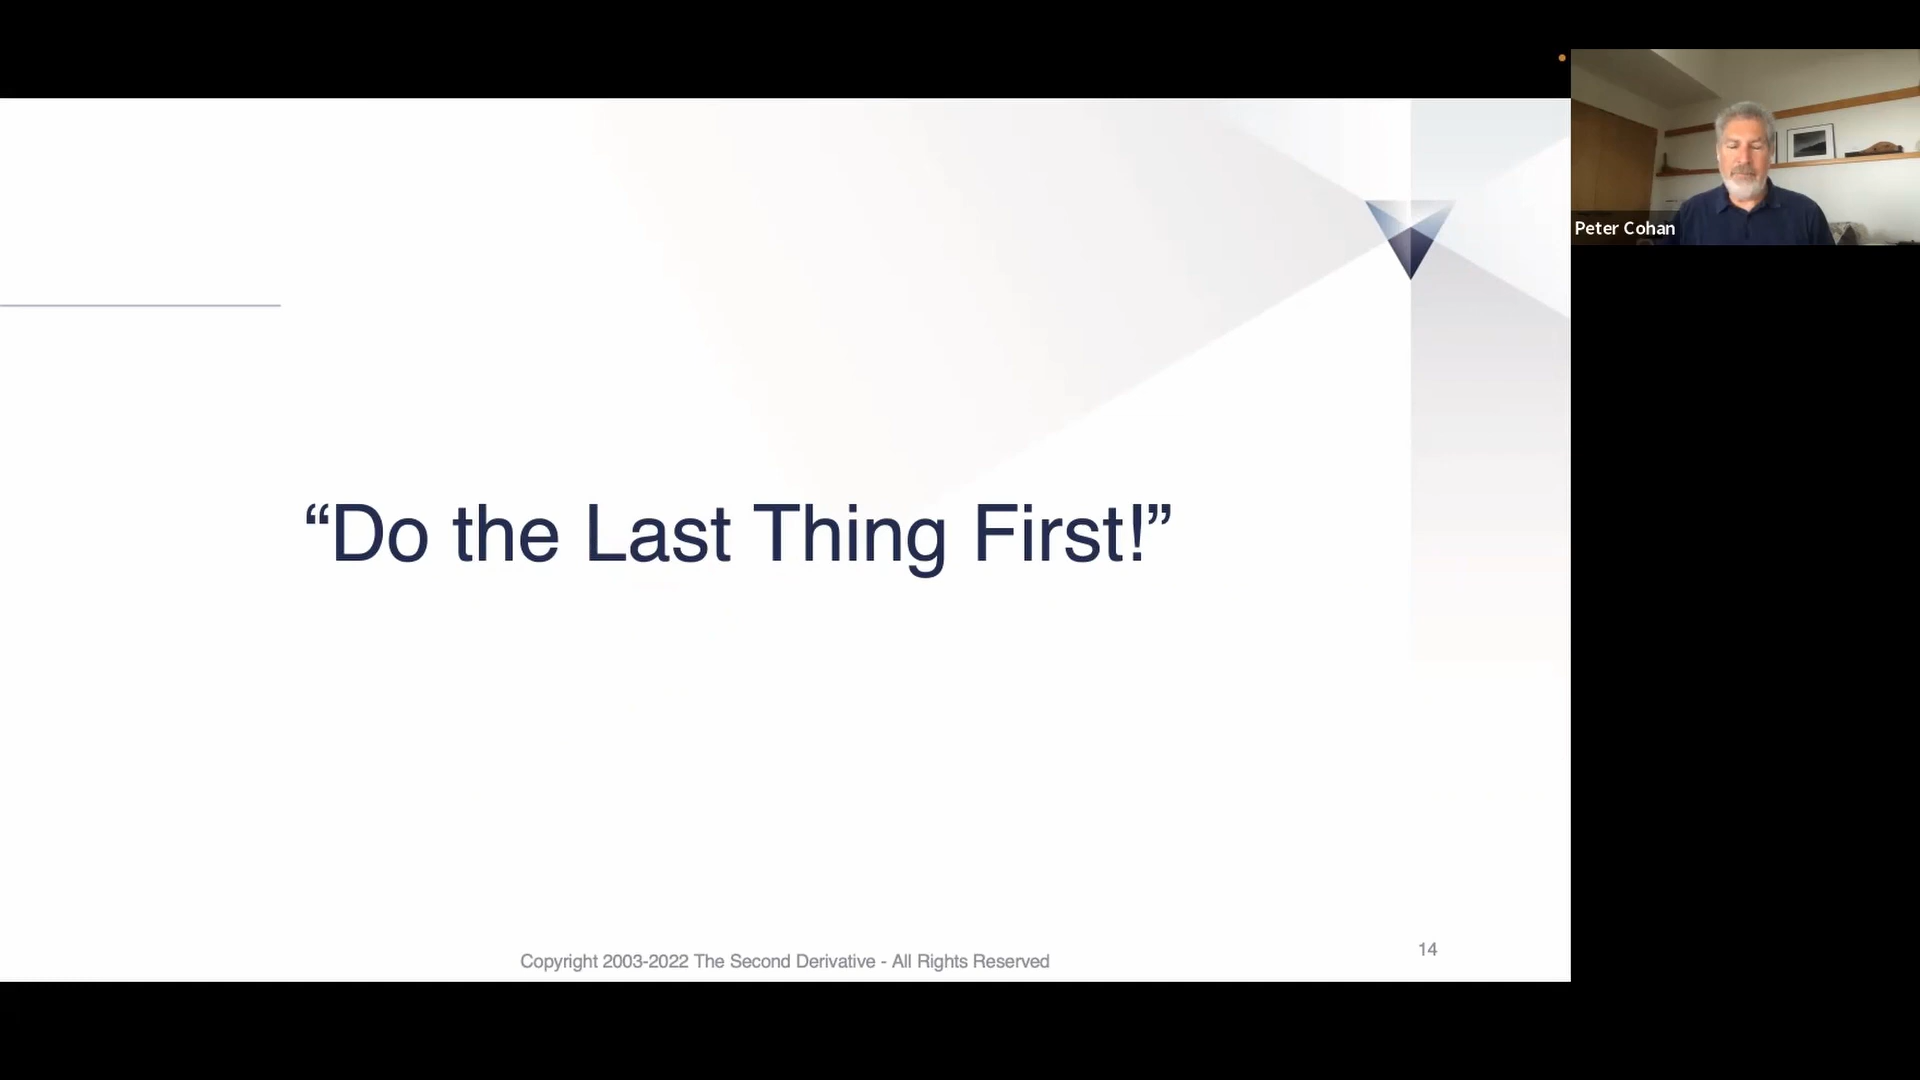 Peter Cohan
“Do the Last Thing First!”
Copyright 2003-2022 The Second Derivative - All Rights Reserved
14